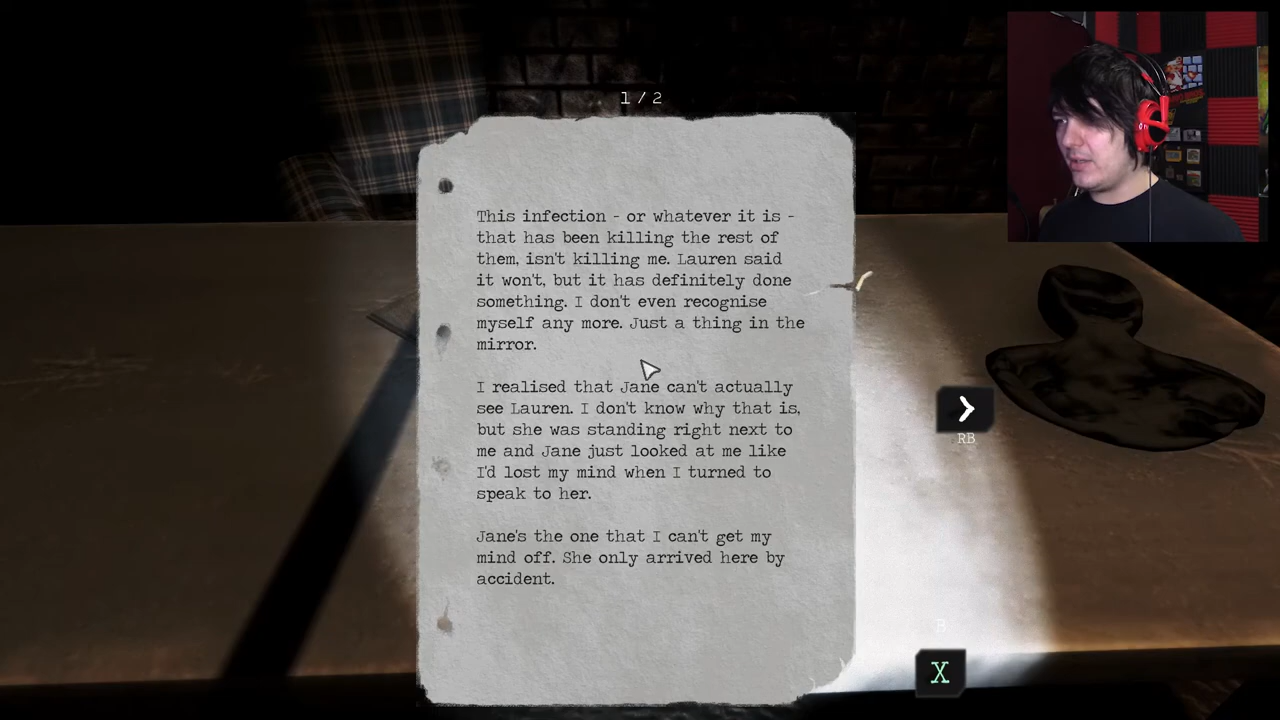 1 / 2
This infection - or whatever it is -
that has been killing the rest of
them, isn't killing me. Lauren said
it won't, but it has definitely done
something. I don't even recognise
myself any more. Just a thing in the
mirror.
I realised that Jane can't actually
see Lauren. I don't know why that is,
but she was standing right next to
me and Jane just looked at me like
I'd lost my mind when I turned to
speak to her.
Jane's the one that I can't get my
mind off. She only arrived here by
accident.
RB
B
X